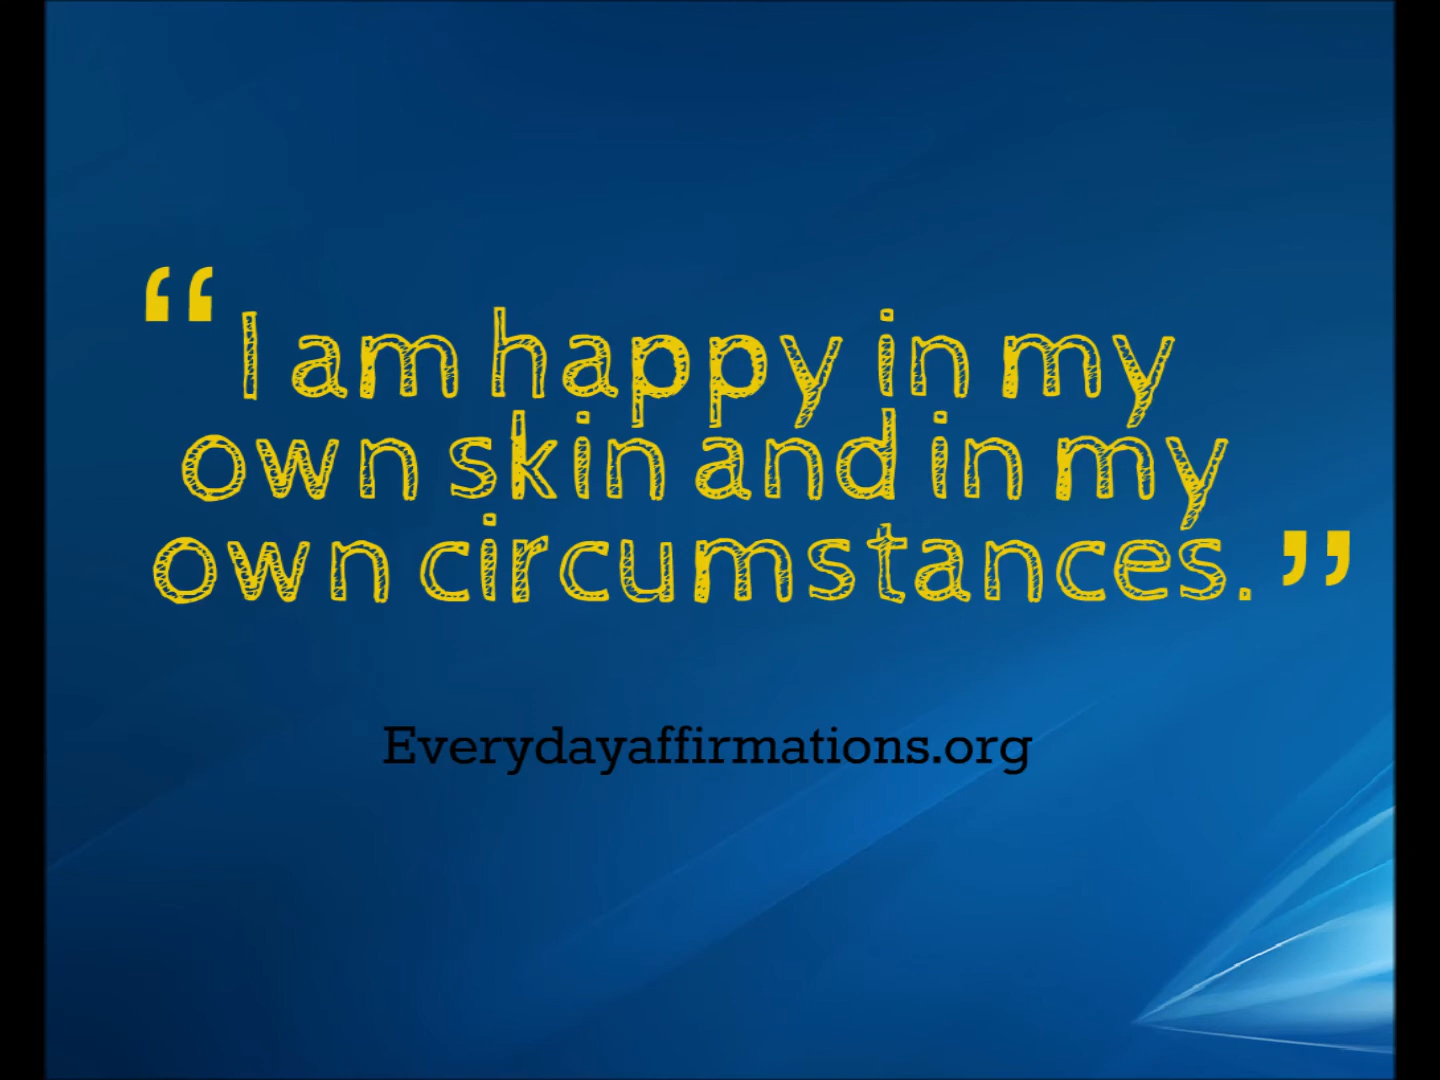 “I am happy in my
own skin and in my
own circumstances.”
Everydayaffirmations.org